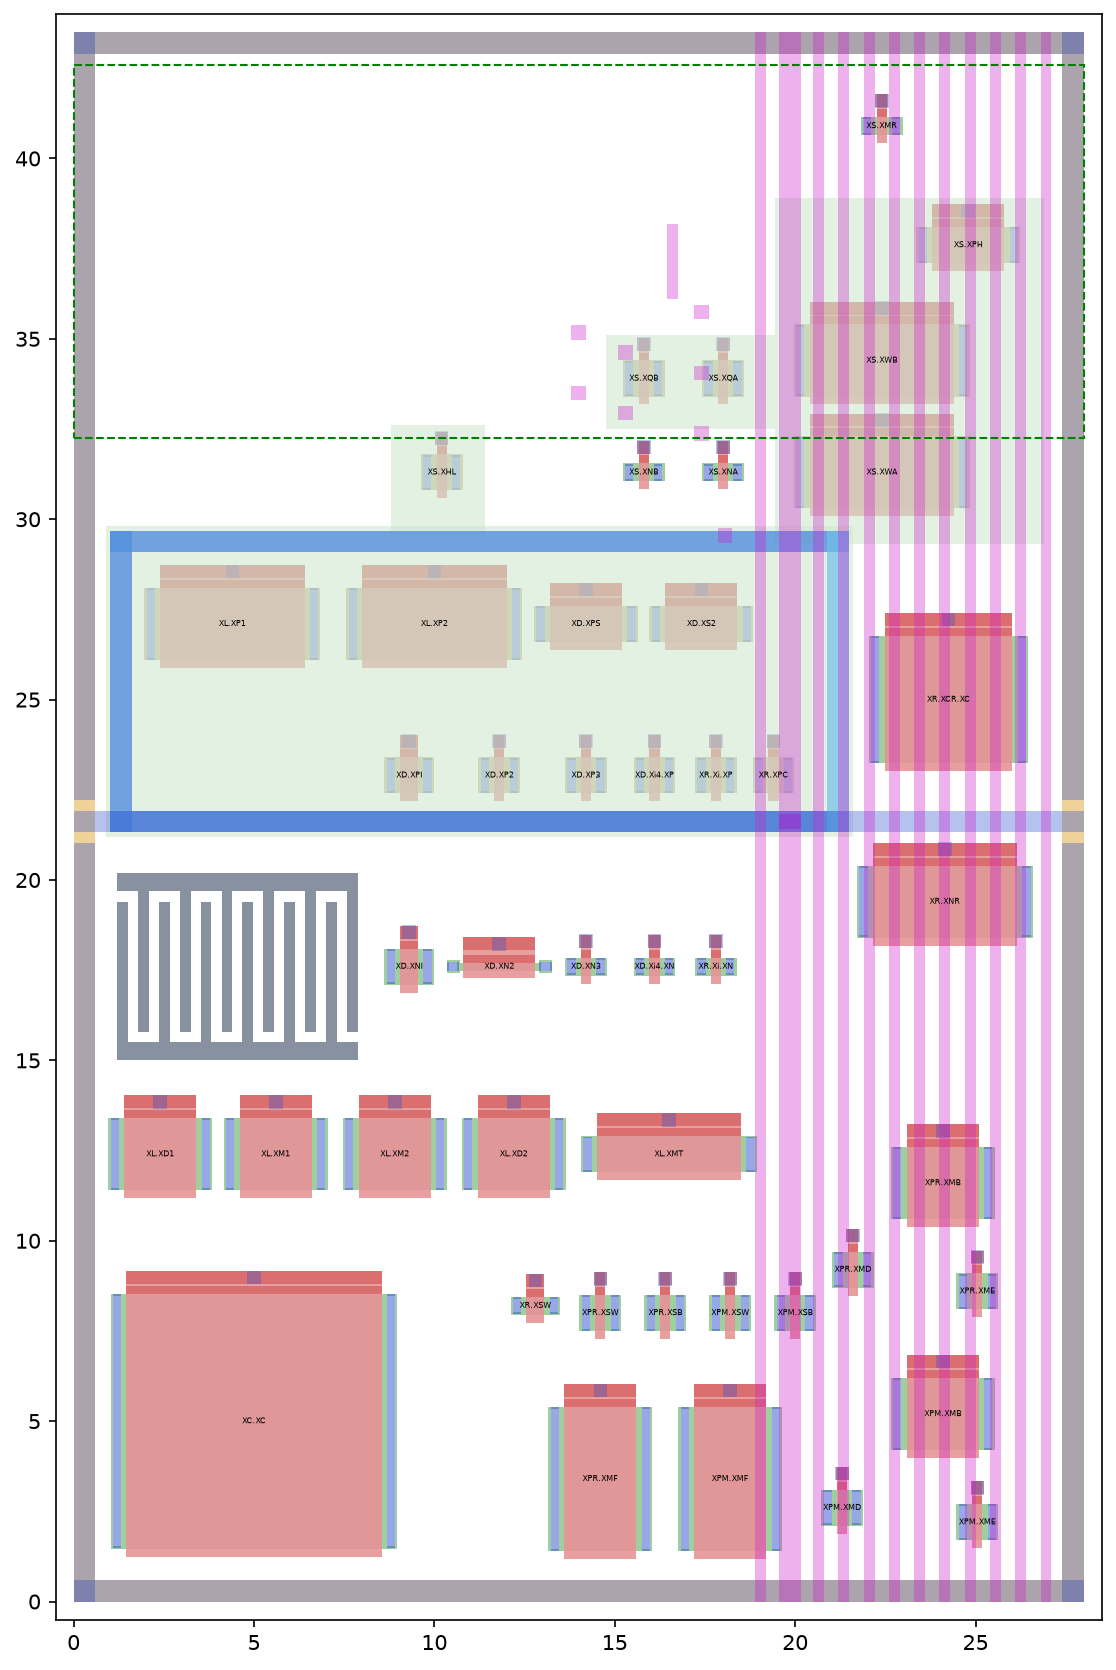 XS.XMR
40
XS.XPH
XS.XWB
35
XS.XQB XS.XQA
XS.XHL XS.XNB XS.XNA XS.XWA
30
XL.XP1 XL.XP2 XD.XPS XD.XS2
25
XR.XCR.XC
XD.XPI XD.XP2 XD.XP3 XD.Xi4.XP XR.Xi.XP XR.XPC
20
XR.XNR
XD.XNI XD.XN2 XD.XN3 XD.Xi4.XN XR.Xi.XN
15
XL.XD1 XL.XM1 XL.XM2 XL.XD2 XL.XMT
XPR.XMB
10
XPR.XMD
XPR.XME
XR.XSW XPR.XSW XPR.XSB XPM.XSW XPM.XSB
5
XC.XC
XPM.XMB
XPR.XMF XPM.XMF
XPM.XMD
XPM.XME
0
0 5 10 15 20 25